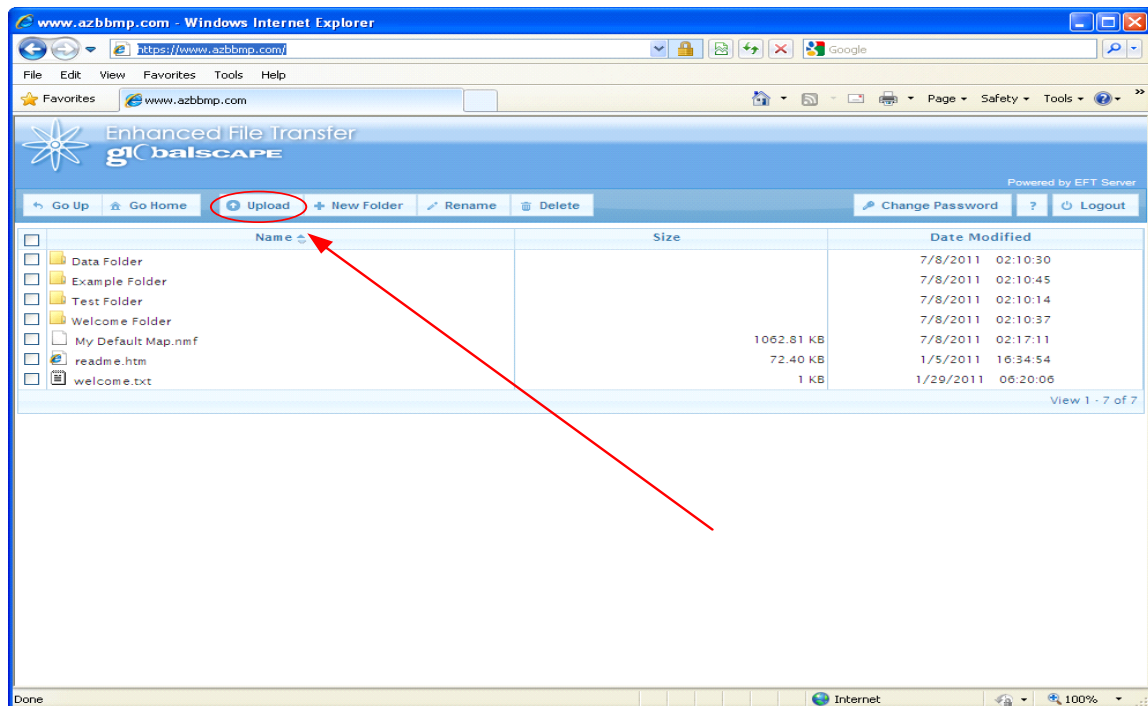 www.azbbmp.com - Windows Internet Explorer
https://www.azbbmp.com/
Google
File Edit View Favorites Tools Help
Favorites www.azbbmp.com Page Safety Tools
Enhanced File Transfer
globalSCAPE
Powered by EFT Server
Go Up Go Home Upload New Folder Rename Delete Change Password ? Logout
Name Size Date Modified
Data Folder 7/8/2011 02:10:30
Example Folder 7/8/2011 02:10:45
Test Folder 7/8/2011 02:10:14
Welcome Folder 7/8/2011 02:10:37
My Default Map.nmf 1062.81 KB 7/8/2011 02:17:11
readme.htm 72.40 KB 1/5/2011 16:34:54
welcome.txt 1 KB 1/29/2011 06:20:06
View 1 - 7 of 7
Done Internet 100%